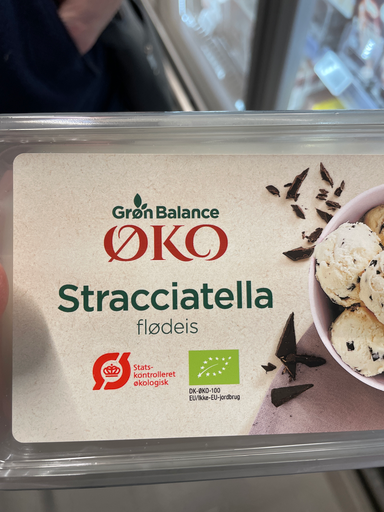 Grøn Balance
ØKO
Stracciatella
flødeis
Ø
Stats-
kontrolleret
økologisk
DK-ØKO-100
EU/Ikke-EU-jordbrug